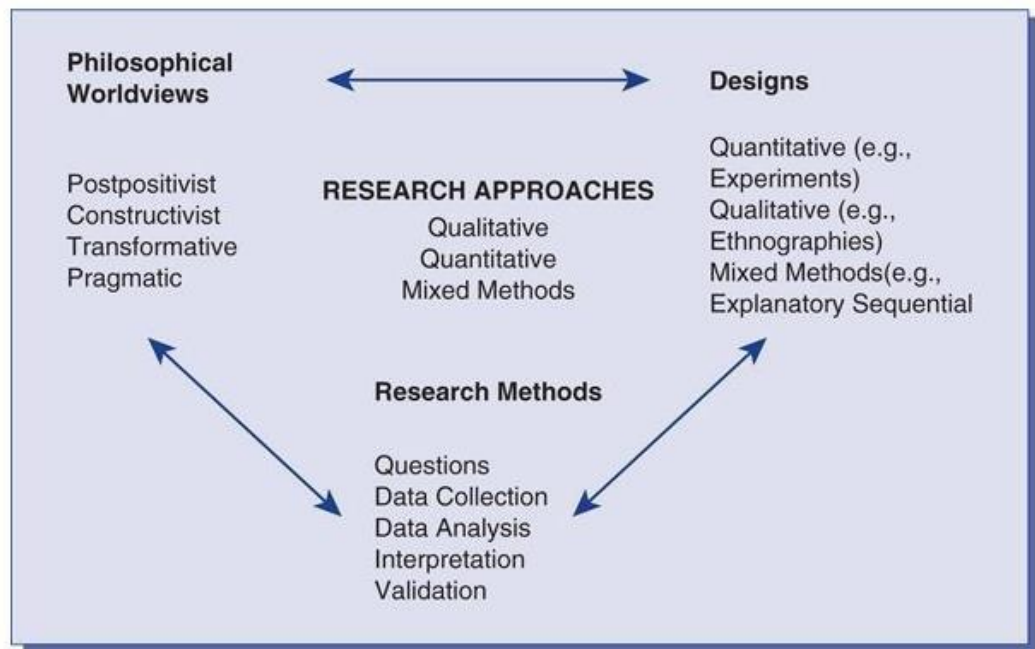 Philosophical
Worldviews
Postpositivist
Constructivist
Transformative
Pragmatic
RESEARCH APPROACHES
Qualitative
Quantitative
Mixed Methods
Designs
Quantitative (e.g.,
Experiments)
Qualitative (e.g.,
Ethnographies)
Mixed Methods(e.g.,
Explanatory Sequential
Research Methods
Questions
Data Collection
Data Analysis
Interpretation
Validation